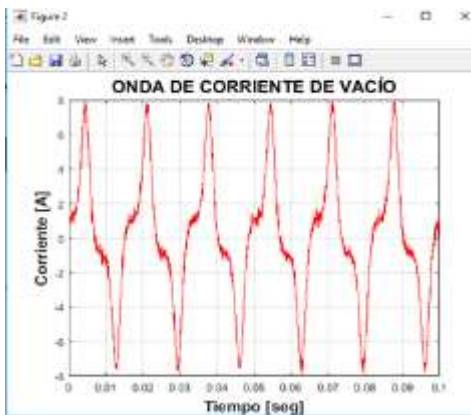 Figure 2
File Edit View Insert Tools Desktop Window Help
ONDA DE CORRIENTE DE VACÍO
8
6
4
2
0
-2
-4
-6
-8
Corriente [A]
0 0.01 0.02 0.03 0.04 0.05 0.06 0.07 0.08 0.09 0.1
Tiempo [seg]